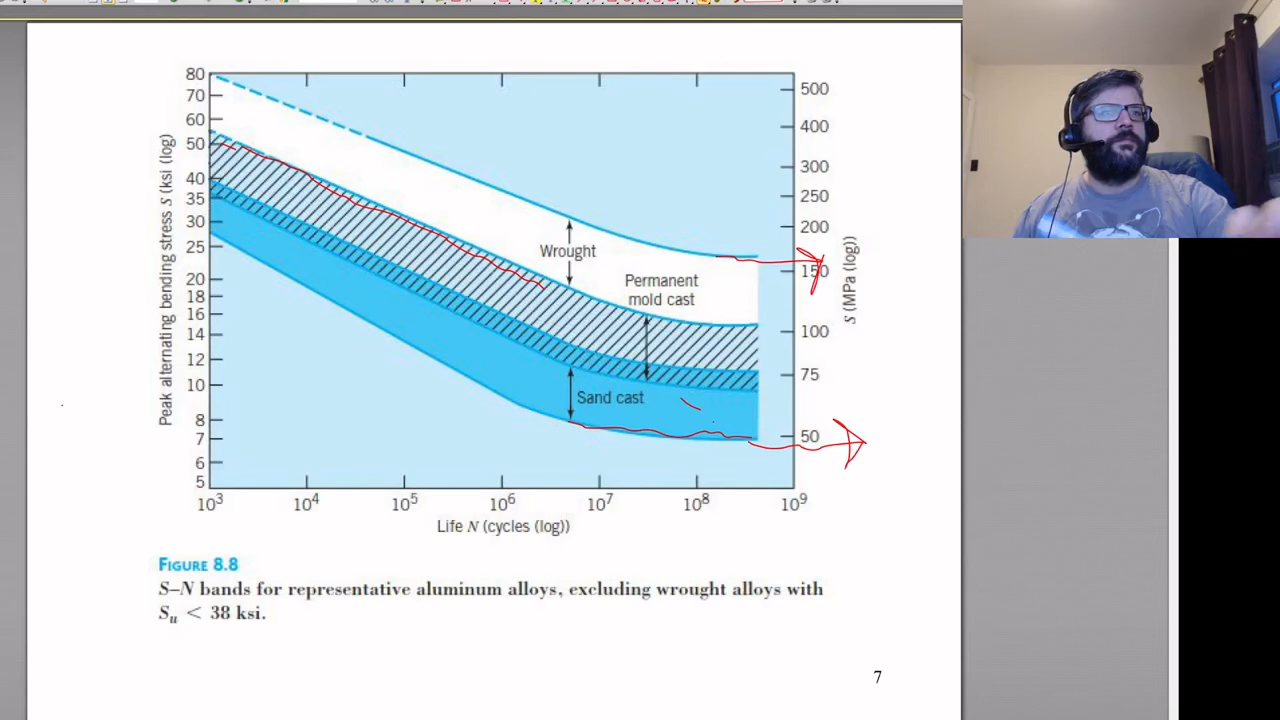 80
70
60
50
40
35
30
25
20
18
16
14
12
10
8
7
6
5
Peak alternating bending stress S (ksi (log)
500
400
300
250
200
150
100
75
50
S (MPa (log))
Wrought
Permanent
mold cast
Sand cast
10³ 10⁴ 10⁵ 10⁶ 10⁷ 10⁸ 10⁹
Life N (cycles (log))
FIGURE 8.8
S–N bands for representative aluminum alloys, excluding wrought alloys with
Sᵤ < 38 ksi.
7